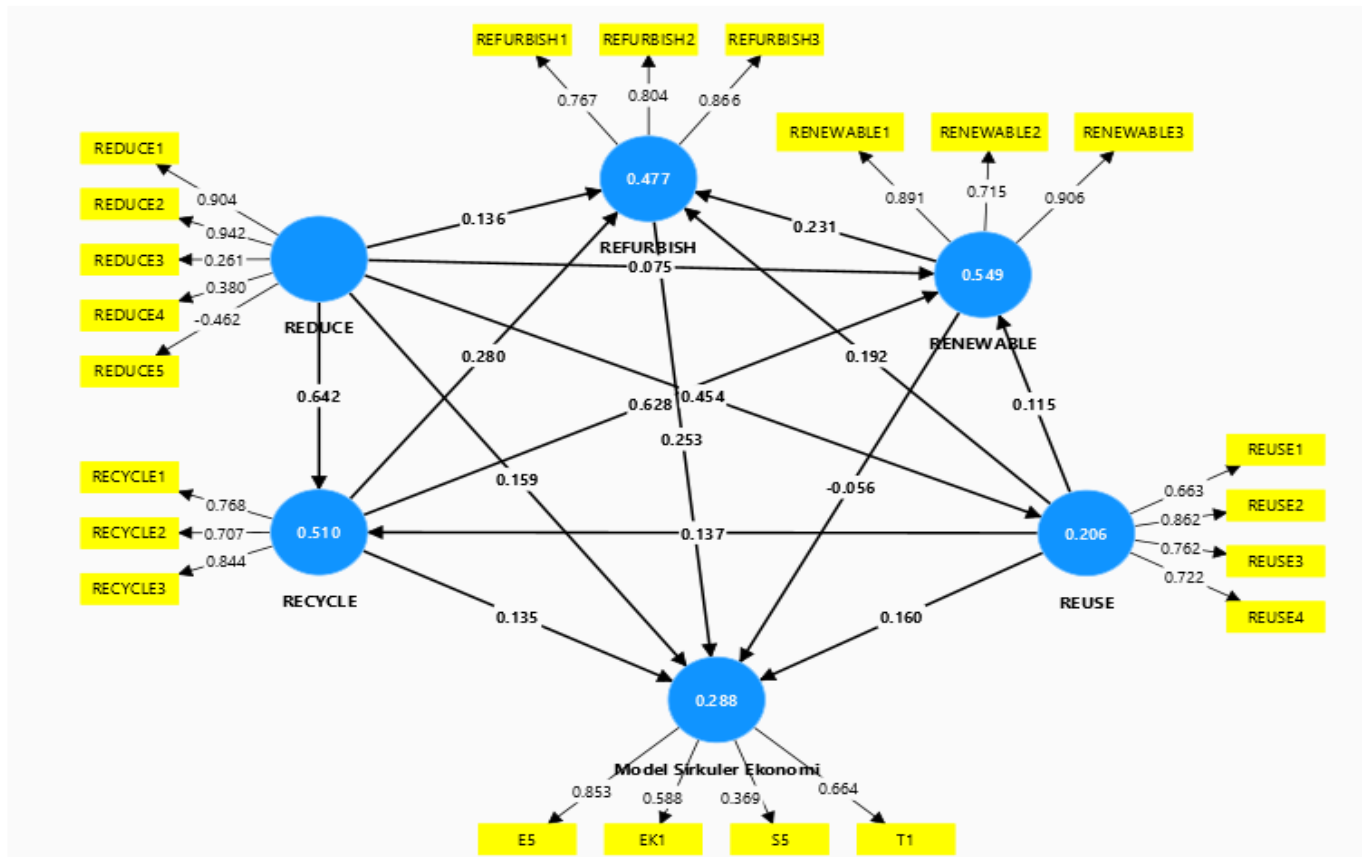 REFURBISH1 REFURBISH2 REFURBISH3
0.767 0.804 0.866
RENEWABLE1 RENEWABLE2 RENEWABLE3
0.891 0.715 0.906
REDUCE1
REDUCE2
REDUCE3
REDUCE4
REDUCE5
0.904
0.942
0.261
0.380
-0.462
0.477
REFURBISH
0.136
0.231
0.075
0.549
RENEWABLE
REDUCE
0.280
0.192
0.642
0.628
0.454
0.115
0.253
0.159
-0.056
RECYCLE1
RECYCLE2
RECYCLE3
0.768
0.707
0.844
0.510
RECYCLE
0.137
0.206
REUSE
REUSE1
REUSE2
REUSE3
REUSE4
0.663
0.862
0.762
0.722
0.135
0.160
0.288
Model Sirkuler Ekonomi
0.853 0.588 0.369 0.664
E5 EK1 S5 T1